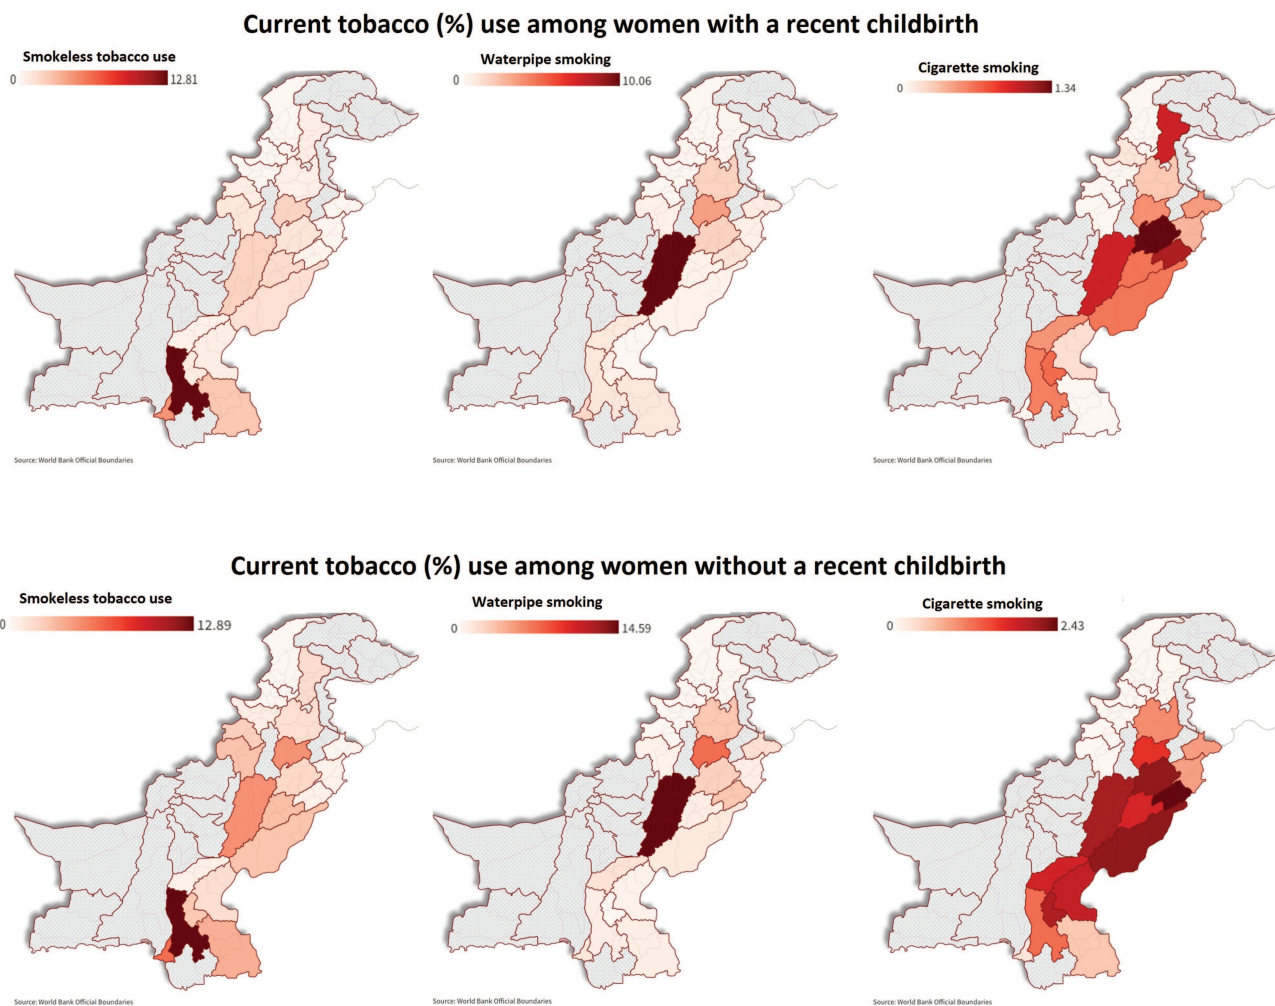 Current tobacco (%) use among women with a recent childbirth
Smokeless tobacco use
0 12.81
Waterpipe smoking
0 10.06
Cigarette smoking
0 1.34
Source: World Bank Official Boundaries
Source: World Bank Official Boundaries
Source: World Bank Official Boundaries
Current tobacco (%) use among women without a recent childbirth
Smokeless tobacco use
0 12.89
Waterpipe smoking
0 14.59
Cigarette smoking
0 2.43
Source: World Bank Official Boundaries
Source: World Bank Official Boundaries
Source: World Bank Official Boundaries